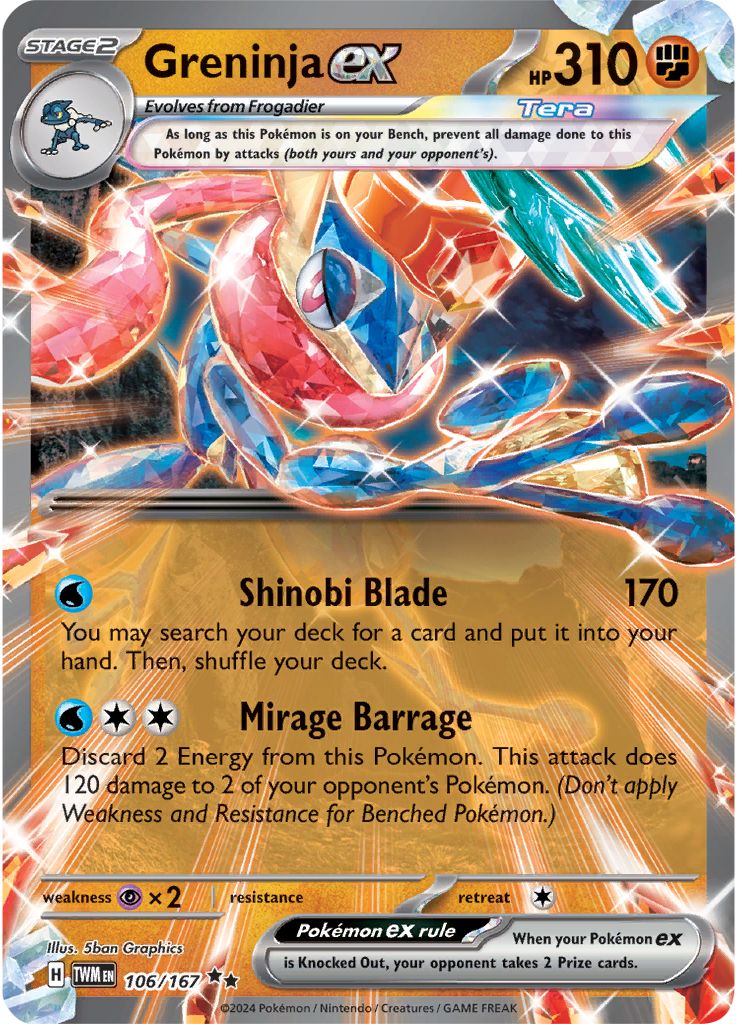 STAGE2
Greninja ex
HP 310
Evolves from Frogadier
Tera
As long as this Pokémon is on your Bench, prevent all damage done to this
Pokémon by attacks (both yours and your opponent's).
Shinobi Blade 170
You may search your deck for a card and put it into your
hand. Then, shuffle your deck.
Mirage Barrage
Discard 2 Energy from this Pokémon. This attack does
120 damage to 2 of your opponent's Pokémon. (Don't apply
Weakness and Resistance for Benched Pokémon.)
weakness ×2 resistance retreat
Illus. 5ban Graphics
Pokémon ex rule
When your Pokémon ex
is Knocked Out, your opponent takes 2 Prize cards.
H TWM EN 106/167
©2024 Pokémon / Nintendo / Creatures / GAME FREAK